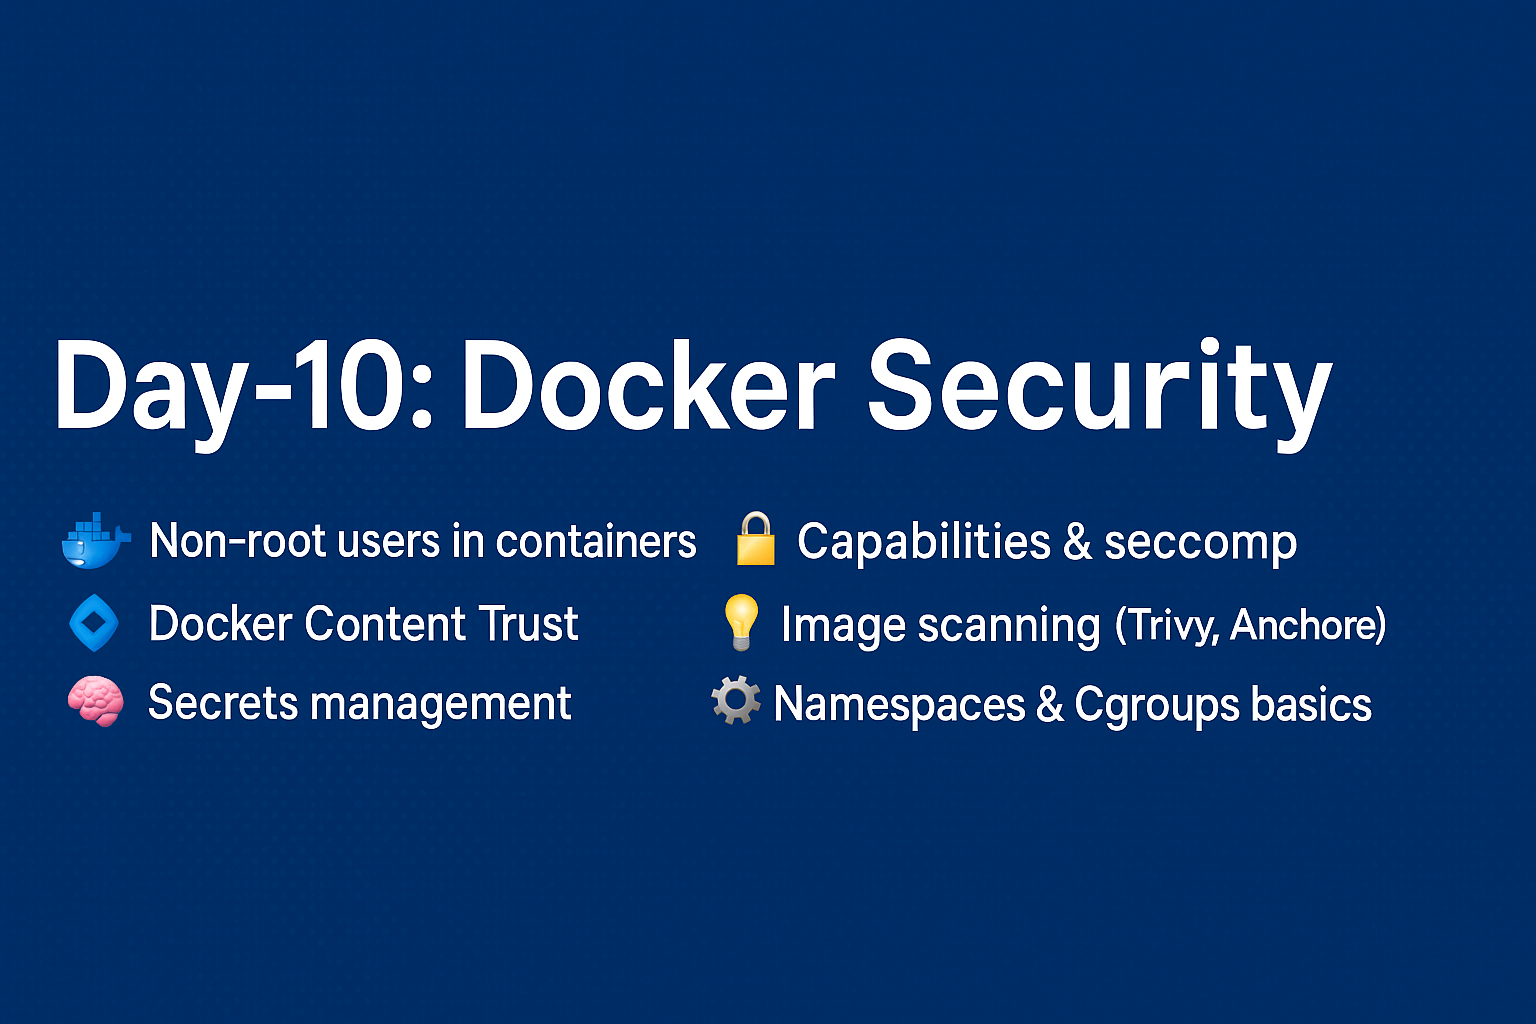 Day-10: Docker Security
Non-root users in containers
Capabilities & seccomp
Docker Content Trust
Image scanning (Trivy, Anchore)
Secrets management
Namespaces & Cgroups basics